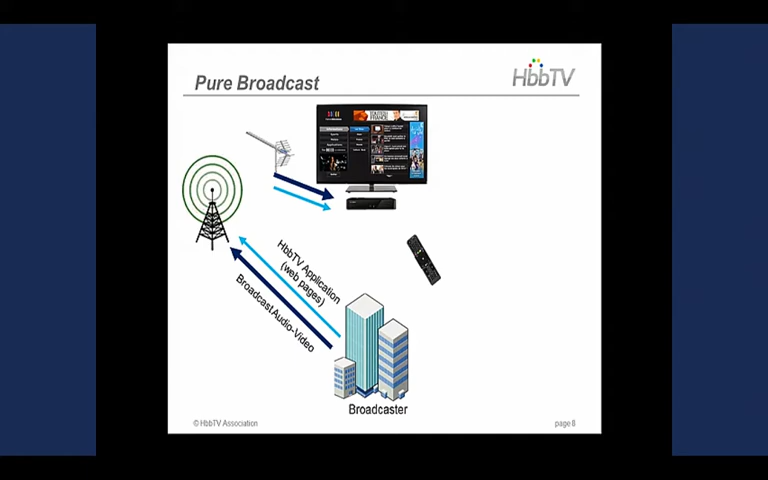 Pure Broadcast
HbbTV
HbbTV Application
(web pages)
Broadcast Audio-Video
Broadcaster
© HbbTV Association
page 8